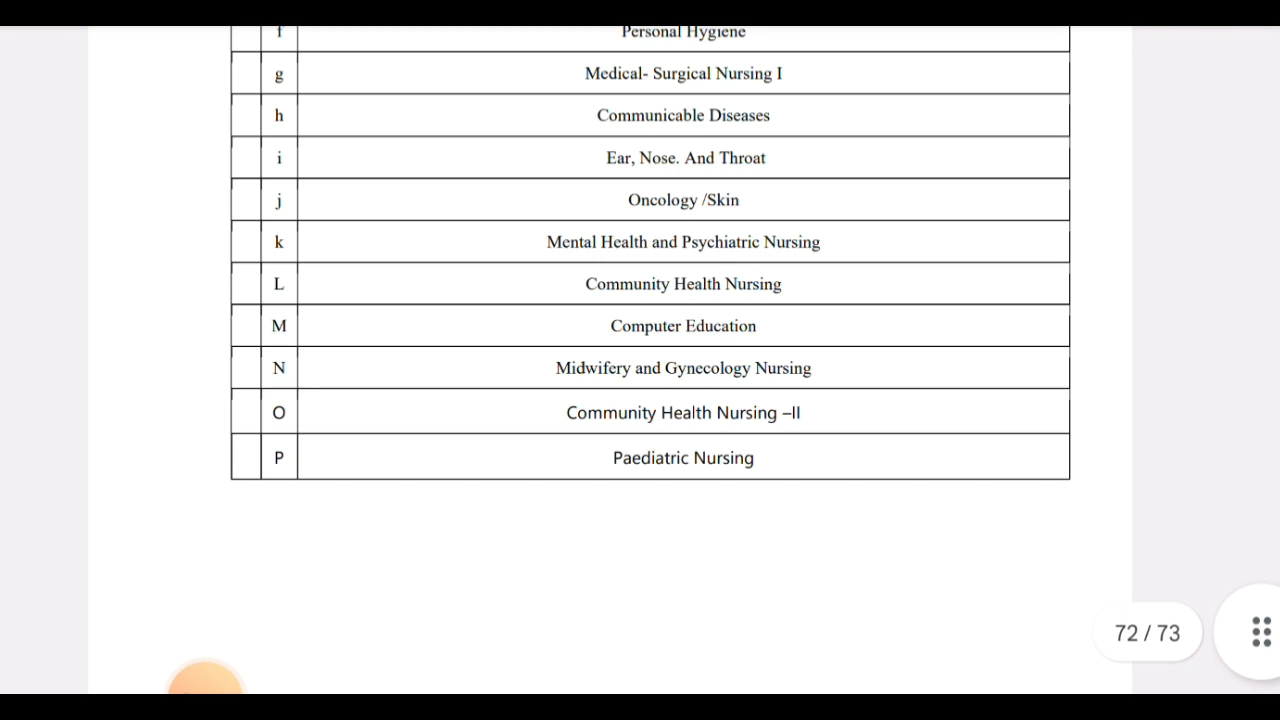 f Personal Hygiene
g Medical- Surgical Nursing I
h Communicable Diseases
i Ear, Nose. And Throat
j Oncology /Skin
k Mental Health and Psychiatric Nursing
L Community Health Nursing
M Computer Education
N Midwifery and Gynecology Nursing
O Community Health Nursing –II
P Paediatric Nursing
72 / 73